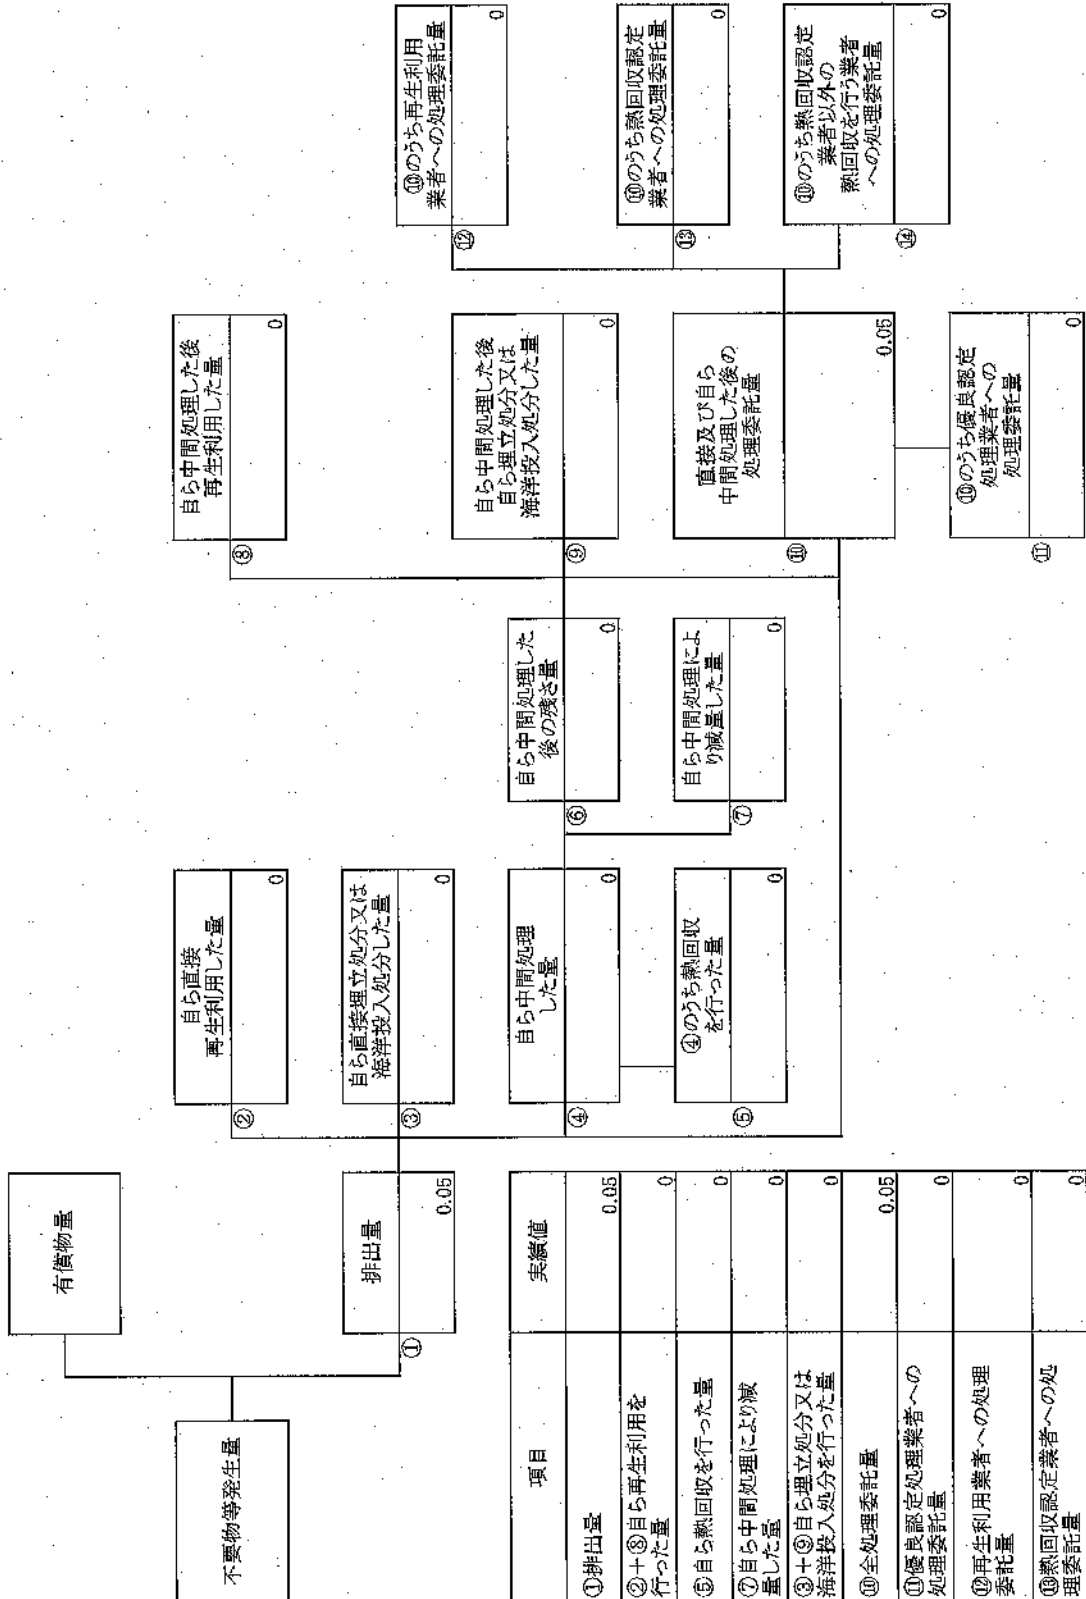 不要物等発生量
有償物量
①
排出量
0.05
②
自ら直接
再生利用した量
0
③
自ら直接埋立処分又は
海洋投入処分した量
0
④
自ら中間処理
した量
0
⑤
④のうち熱回収
を行った量
0
⑥
自ら中間処理した
後の残さ量
0
⑦
自ら中間処理によ
り減量した量
0
⑧
自ら中間処理した後
再生利用した量
0
⑨
自ら中間処理した後
自ら埋立処分又は
海洋投入処分した量
0
⑩
直接及び自ら
中間処理した後の
処理委託量
0.05
⑪
⑩のうち優良認定
処理業者への
処理委託量
0
⑫
⑩のうち再生利用
業者への処理委託量
0
⑬
⑩のうち熱回収認定
業者への処理委託量
0
⑭
⑩のうち熱回収認定
業者以外の
熱回収を行う業者
への処理委託量
0
項目 実績値
①排出量 0.05
②+⑧自ら再生利用を
行った量 0
⑤自ら熱回収を行った量 0
⑦自ら中間処理により減
量した量 0
③+⑨自ら埋立処分又は
海洋投入処分を行った量 0
⑩全処理委託量 0.05
⑪優良認定処理業者への
処理委託量 0
⑫再生利用業者への処理
委託量 0
⑬熱回収認定業者への処
理委託量 0